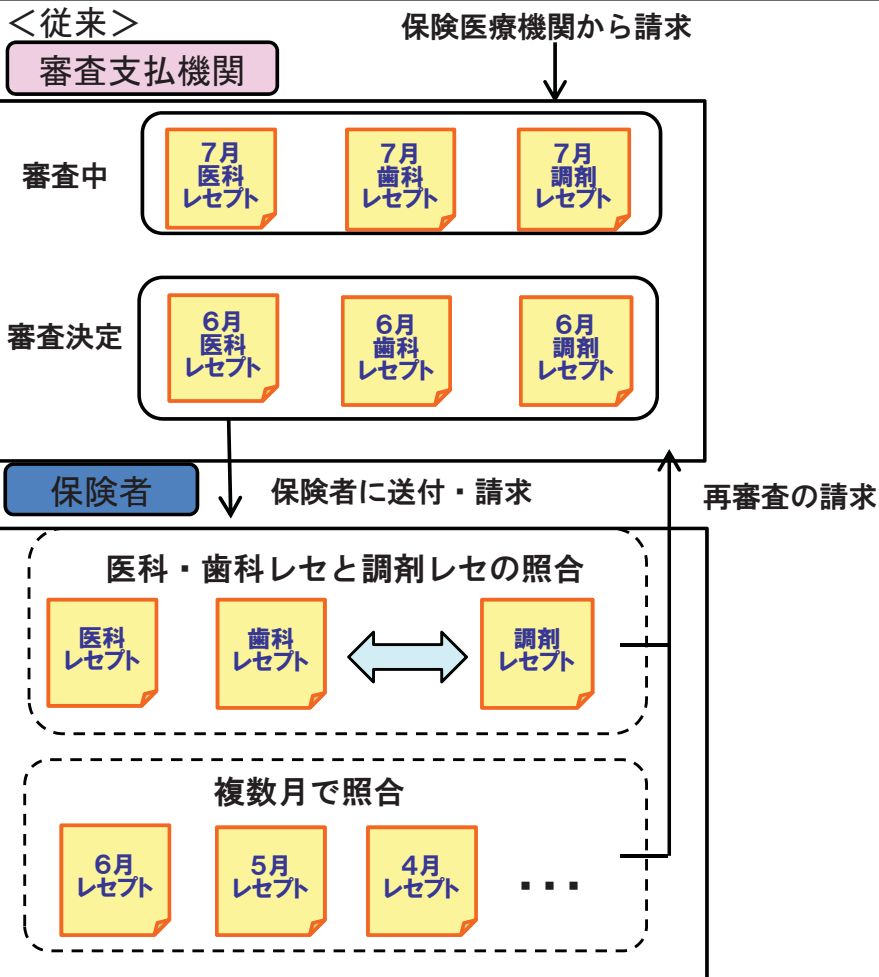 ＜従来＞
保険医療機関から請求
審査支払機関
審査中
7月
医科
レセプト
7月
歯科
レセプト
7月
調剤
レセプト
審査決定
6月
医科
レセプト
6月
歯科
レセプト
6月
調剤
レセプト
保険者
保険者に送付・請求
再審査の請求
医科・歯科レセと調剤レセの照合
医科
レセプト
歯科
レセプト
調剤
レセプト
複数月で照合
6月
レセプト
5月
レセプト
4月
レセプト
・・・